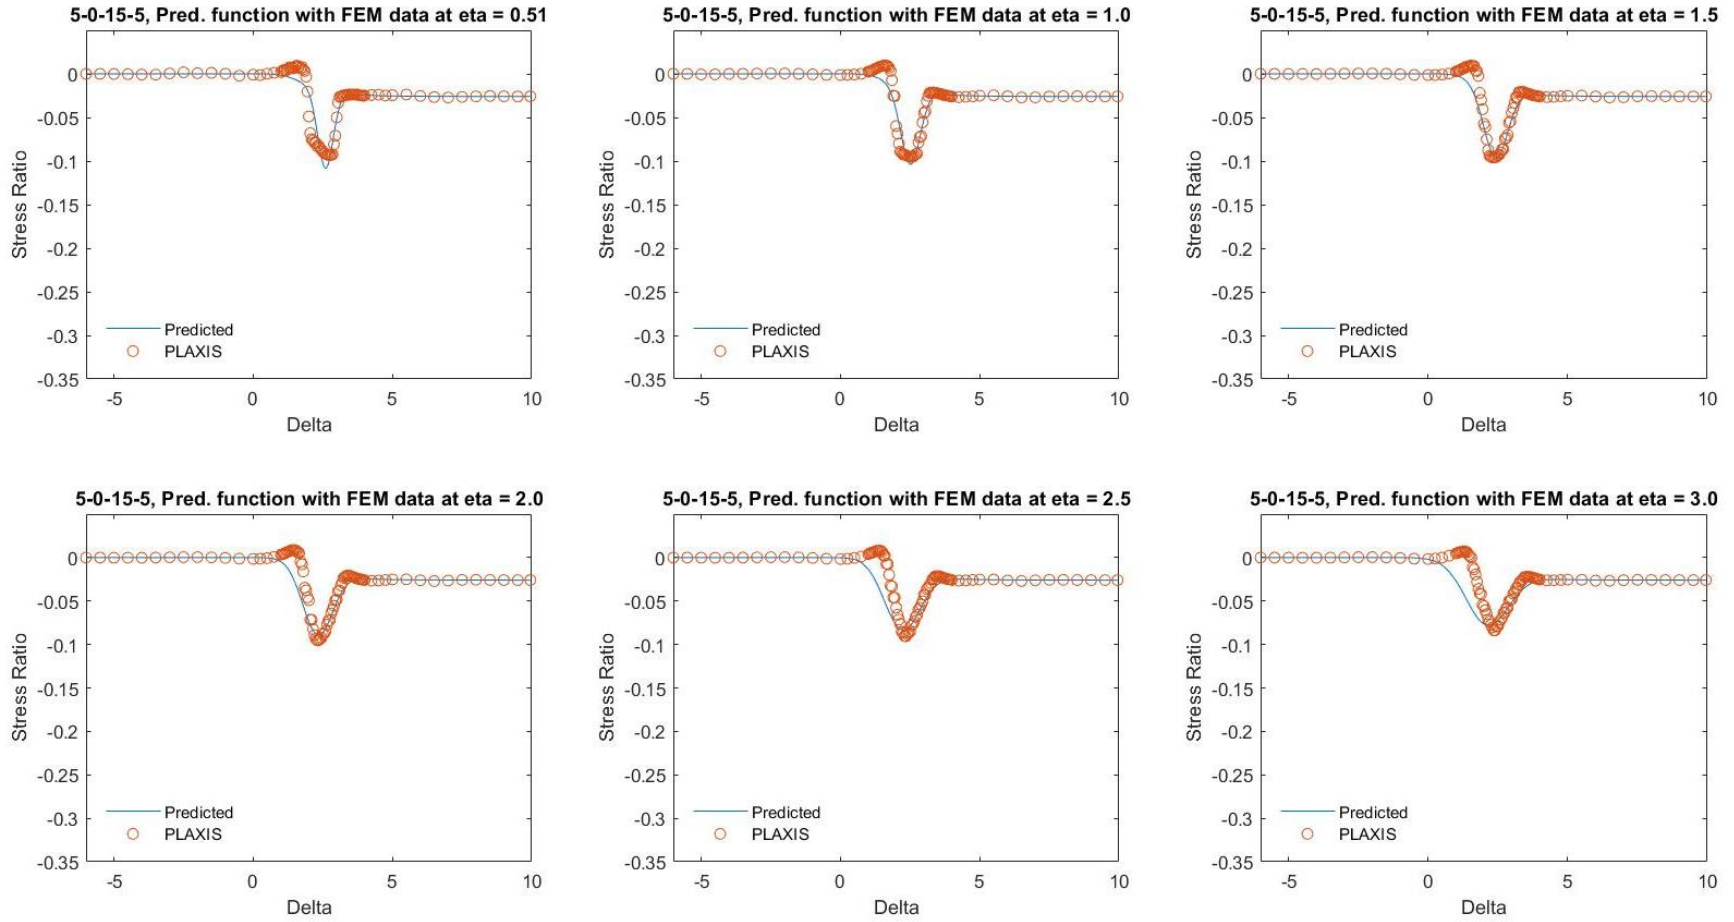 5-0-15-5, Pred. function with FEM data at eta = 0.51
0
-0.05
-0.1
-0.15
-0.2
-0.25
-0.3
-0.35
Stress Ratio
Predicted
PLAXIS
-5 0 5 10
Delta
5-0-15-5, Pred. function with FEM data at eta = 1.0
0
-0.05
-0.1
-0.15
-0.2
-0.25
-0.3
-0.35
Stress Ratio
Predicted
PLAXIS
-5 0 5 10
Delta
5-0-15-5, Pred. function with FEM data at eta = 1.5
0
-0.05
-0.1
-0.15
-0.2
-0.25
-0.3
-0.35
Stress Ratio
Predicted
PLAXIS
-5 0 5 10
Delta
5-0-15-5, Pred. function with FEM data at eta = 2.0
0
-0.05
-0.1
-0.15
-0.2
-0.25
-0.3
-0.35
Stress Ratio
Predicted
PLAXIS
-5 0 5 10
Delta
5-0-15-5, Pred. function with FEM data at eta = 2.5
0
-0.05
-0.1
-0.15
-0.2
-0.25
-0.3
-0.35
Stress Ratio
Predicted
PLAXIS
-5 0 5 10
Delta
5-0-15-5, Pred. function with FEM data at eta = 3.0
0
-0.05
-0.1
-0.15
-0.2
-0.25
-0.3
-0.35
Stress Ratio
Predicted
PLAXIS
-5 0 5 10
Delta